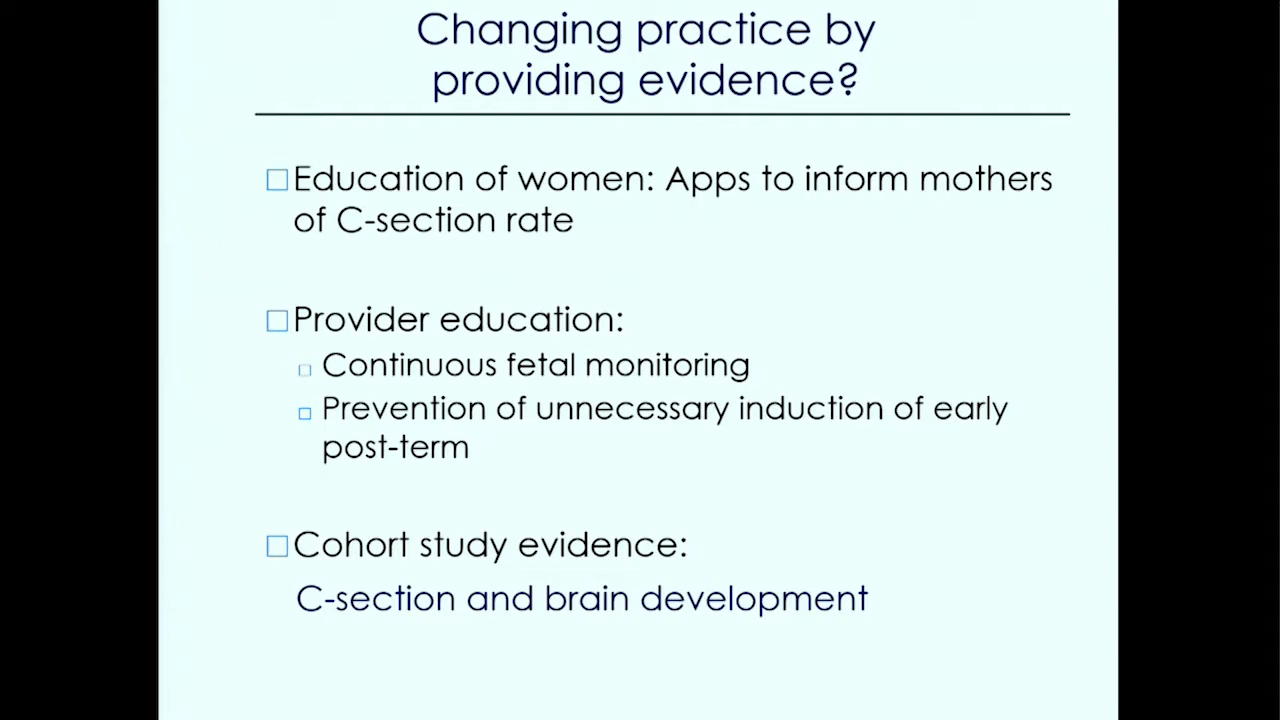 Changing practice by
providing evidence?
Education of women: Apps to inform mothers
of C-section rate
Provider education:
Continuous fetal monitoring
Prevention of unnecessary induction of early
post-term
Cohort study evidence:
C-section and brain development